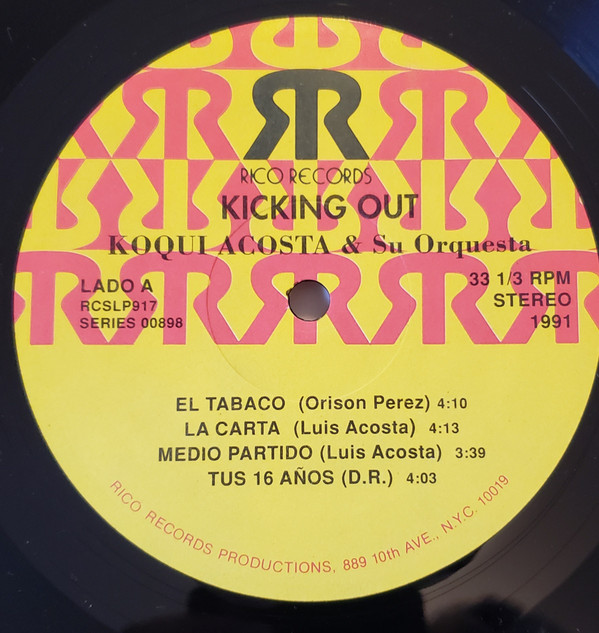 RR
RICO RECORDS
KICKING OUT
KOQUI ACOSTA & Su Orquesta
LADO A
RCSLP917
SERIES 00898
33 1/3 RPM
STEREO
1991
EL TABACO (Orison Perez) 4:10
LA CARTA (Luis Acosta) 4:13
MEDIO PARTIDO (Luis Acosta) 3:39
TUS 16 AÑOS (D.R.) 4:03
RICO RECORDS PRODUCTIONS, 889 10th AVE., N.Y.C. 10019